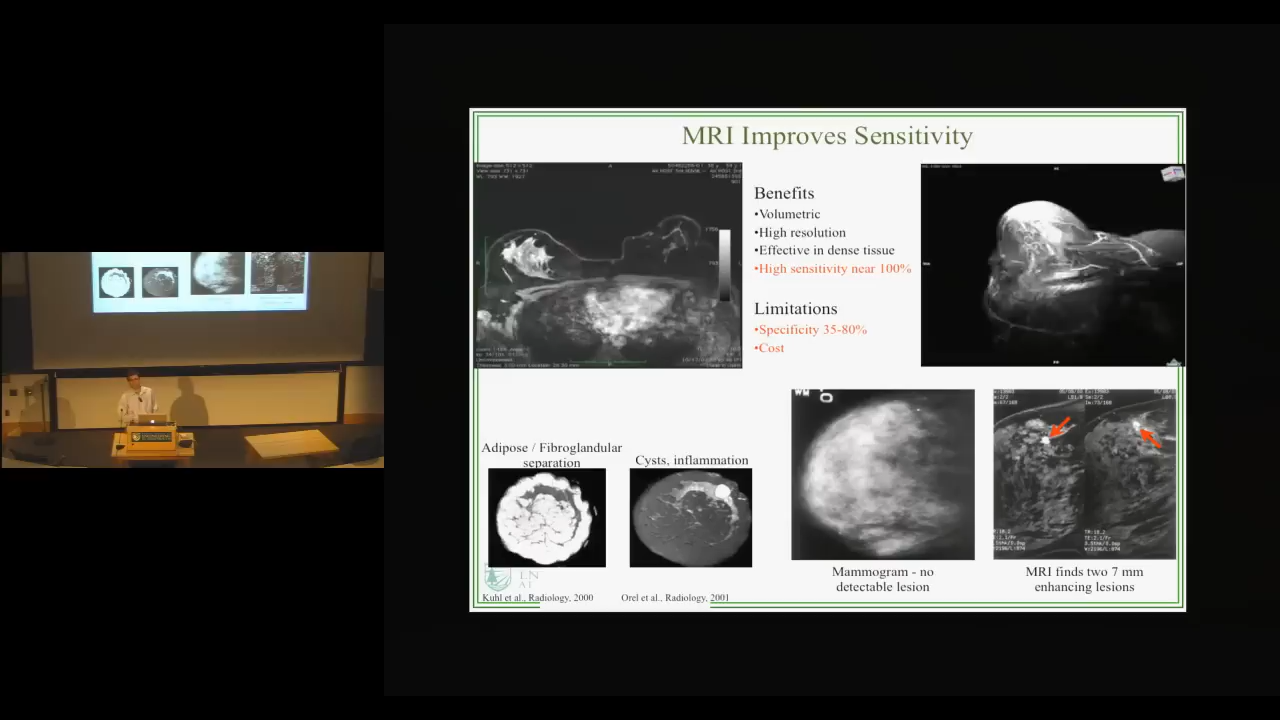 MRI Improves Sensitivity
Benefits
•Volumetric
•High resolution
•Effective in dense tissue
•High sensitivity near 100%
Limitations
•Specificity 35-80%
•Cost
Adipose / Fibroglandular
separation
Cysts, inflammation
Mammogram - no
detectable lesion
MRI finds two 7 mm
enhancing lesions
Kuhl et al., Radiology, 2000
Orel et al., Radiology, 2001